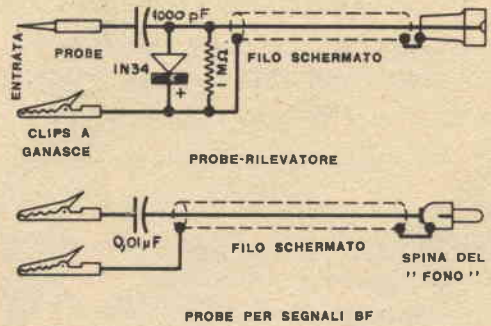 ENTRATA
1000 pF
PROBE
1N34
+
1 MΩ
FILO SCHERMATO
CLIPS A
GANASCE
PROBE-RILEVATORE
0,01µF
FILO SCHERMATO
SPINA DEL
" FONO "
PROBE PER SEGNALI BF